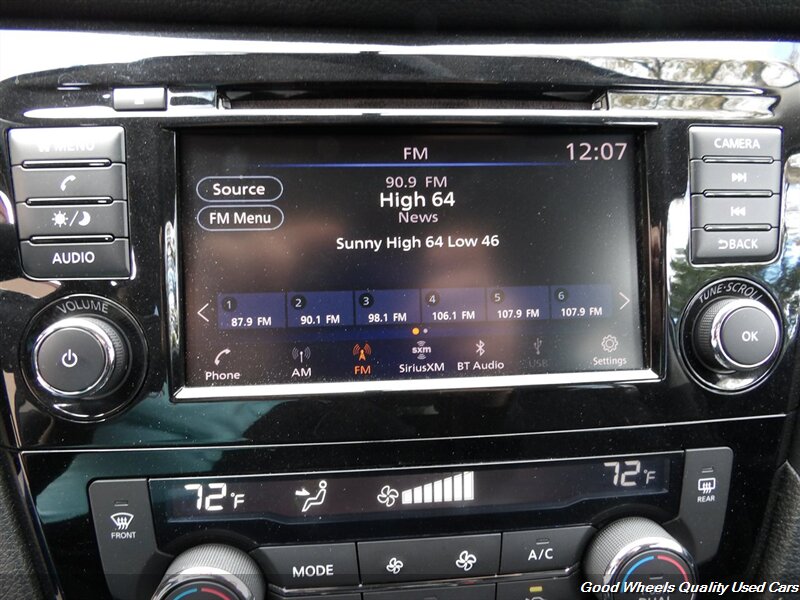 MENU
AUDIO
VOLUME
FM
12:07
Source
FM Menu
90.9 FM
High 64
News
Sunny High 64 Low 46
1
87.9 FM
2
90.1 FM
3
98.1 FM
4
106.1 FM
5
107.9 FM
6
107.9 FM
Phone
AM
FM
sxm
SiriusXM
BT Audio
USB
Settings
CAMERA
BACK
TUNE·SCROLL
OK
FRONT
72°F
72°F
REAR
MODE
A/C
DUAL
Good Wheels Quality Used Cars